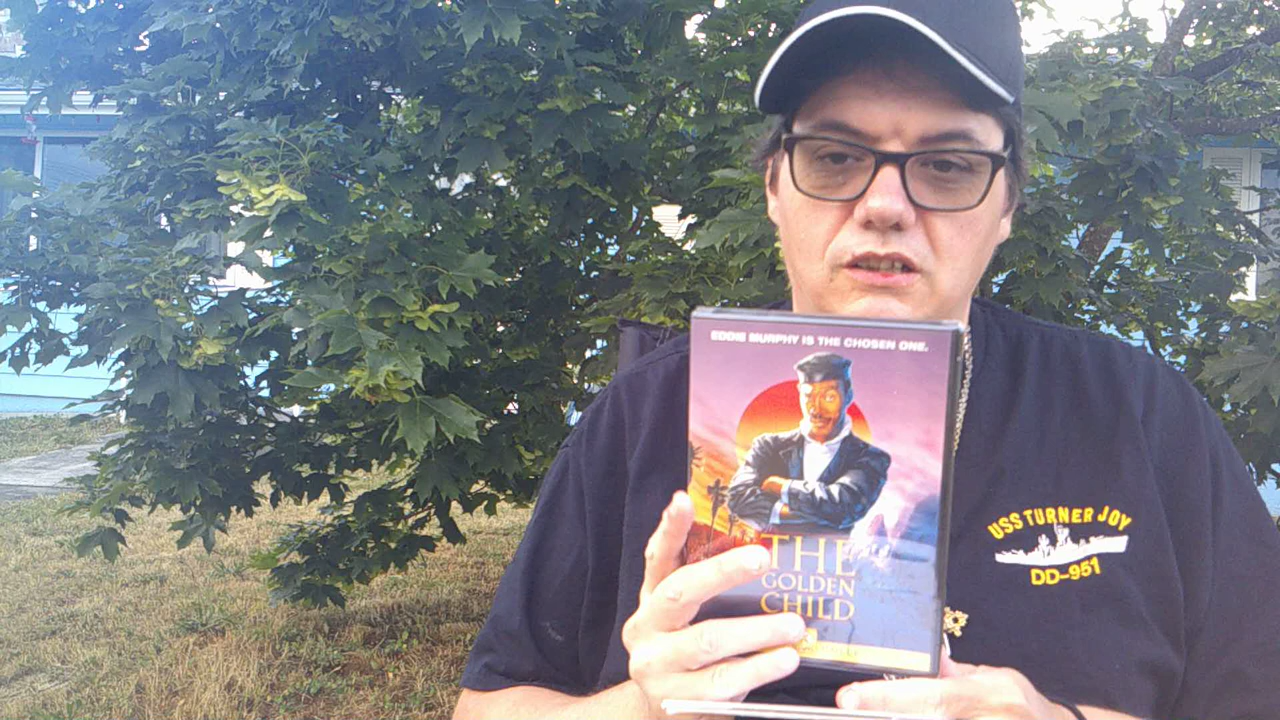 EDDIE MURPHY IS THE CHOSEN ONE.
THE
GOLDEN
CHILD
USS TURNER JOY
DD-951